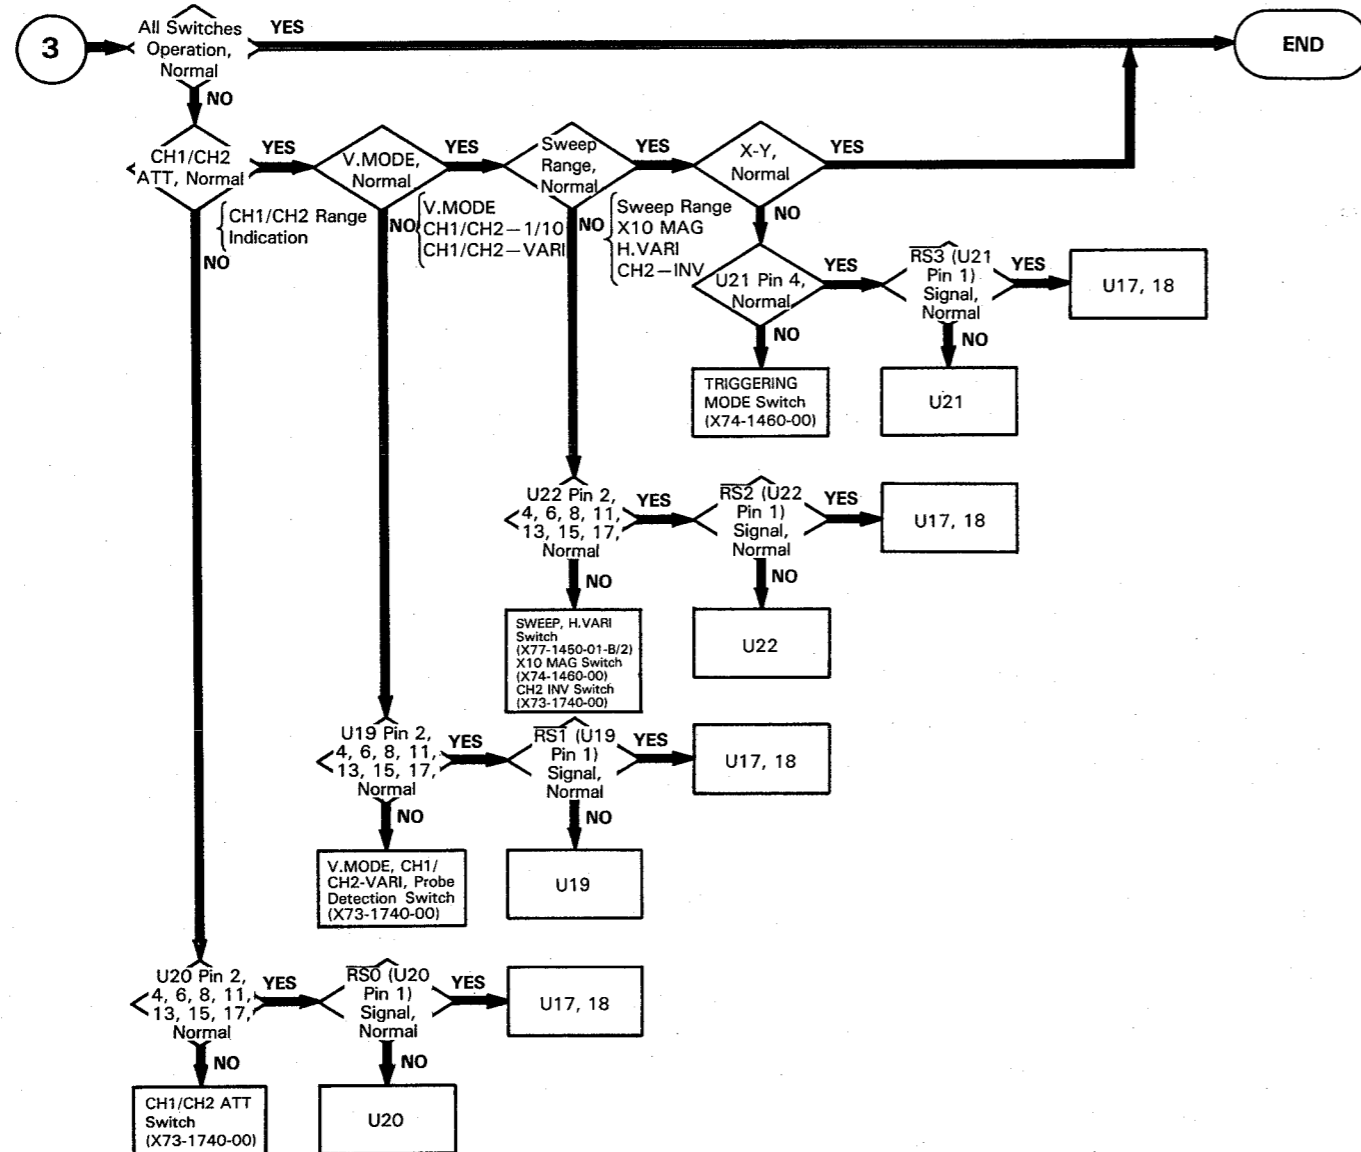 3
All Switches
Operation,
Normal
YES
END
NO
CH1/CH2
ATT, Normal
YES
V.MODE,
Normal
YES
Sweep
Range,
Normal
YES
X-Y,
Normal
YES
CH1/CH2 Range
Indication
NO
NO
V.MODE
CH1/CH2－1/10
CH1/CH2－VARI
NO
Sweep Range
X10 MAG
H.VARI
CH2－INV
NO
U21 Pin 4,
Normal
YES
RS3 (U21
Pin 1)
Signal,
Normal
YES
U17, 18
NO
TRIGGERING
MODE Switch
(X74-1460-00)
NO
U21
U22 Pin 2,
4, 6, 8, 11,
13, 15, 17,
Normal
YES
RS2 (U22
Pin 1)
Signal,
Normal
YES
U17, 18
NO
SWEEP, H.VARI
Switch
(X77-1450-01-B/2)
X10 MAG Switch
(X74-1460-00)
CH2 INV Switch
(X73-1740-00)
NO
U22
U19 Pin 2,
4, 6, 8, 11,
13, 15, 17,
Normal
YES
RS1 (U19
Pin 1)
Signal,
Normal
YES
U17, 18
NO
V.MODE, CH1/
CH2-VARI, Probe
Detection Switch
(X73-1740-00)
NO
U19
U20 Pin 2,
4, 6, 8, 11,
13, 15, 17,
Normal
YES
RS0 (U20
Pin 1)
Signal,
Normal
YES
U17, 18
NO
CH1/CH2 ATT
Switch
(X73-1740-00)
NO
U20